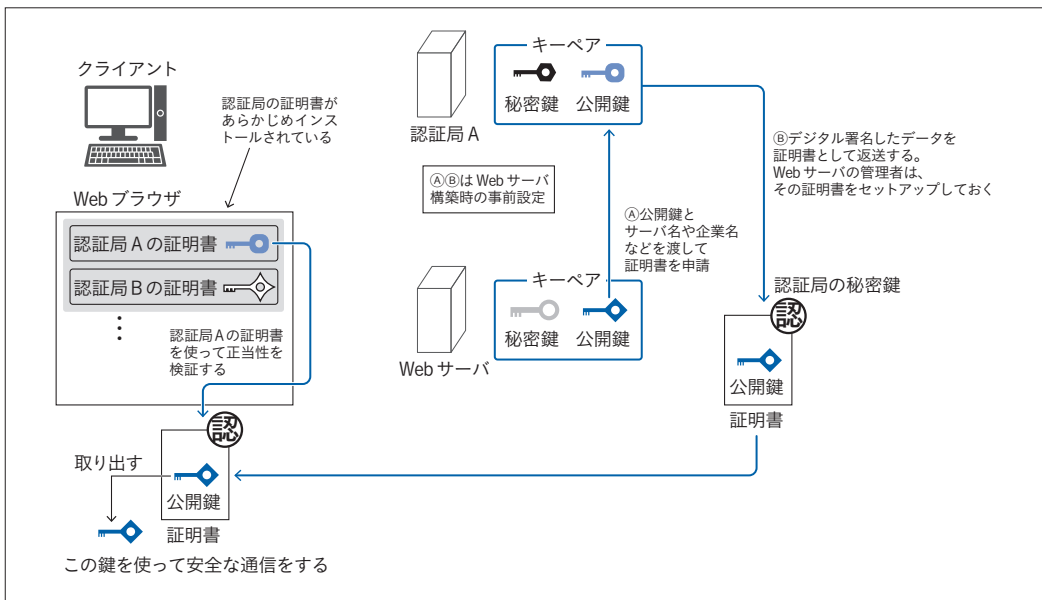 クライアント
認証局の証明書が
あらかじめインス
トールされている
Web ブラウザ
認証局 A の証明書
認証局 B の証明書
認証局 A の証明書
を使って正当性を
検証する
認証局 A
キーペア
秘密鍵 公開鍵
ⒶⒷは Web サーバ
構築時の事前設定
Ⓐ公開鍵と
サーバ名や企業名
などを渡して
証明書を申請
Ⓑデジタル署名したデータを
証明書として返送する。
Web サーバの管理者は、
その証明書をセットアップしておく
キーペア
秘密鍵 公開鍵
Web サーバ
認証局の秘密鍵
認
公開鍵
証明書
認
取り出す
公開鍵
証明書
この鍵を使って安全な通信をする